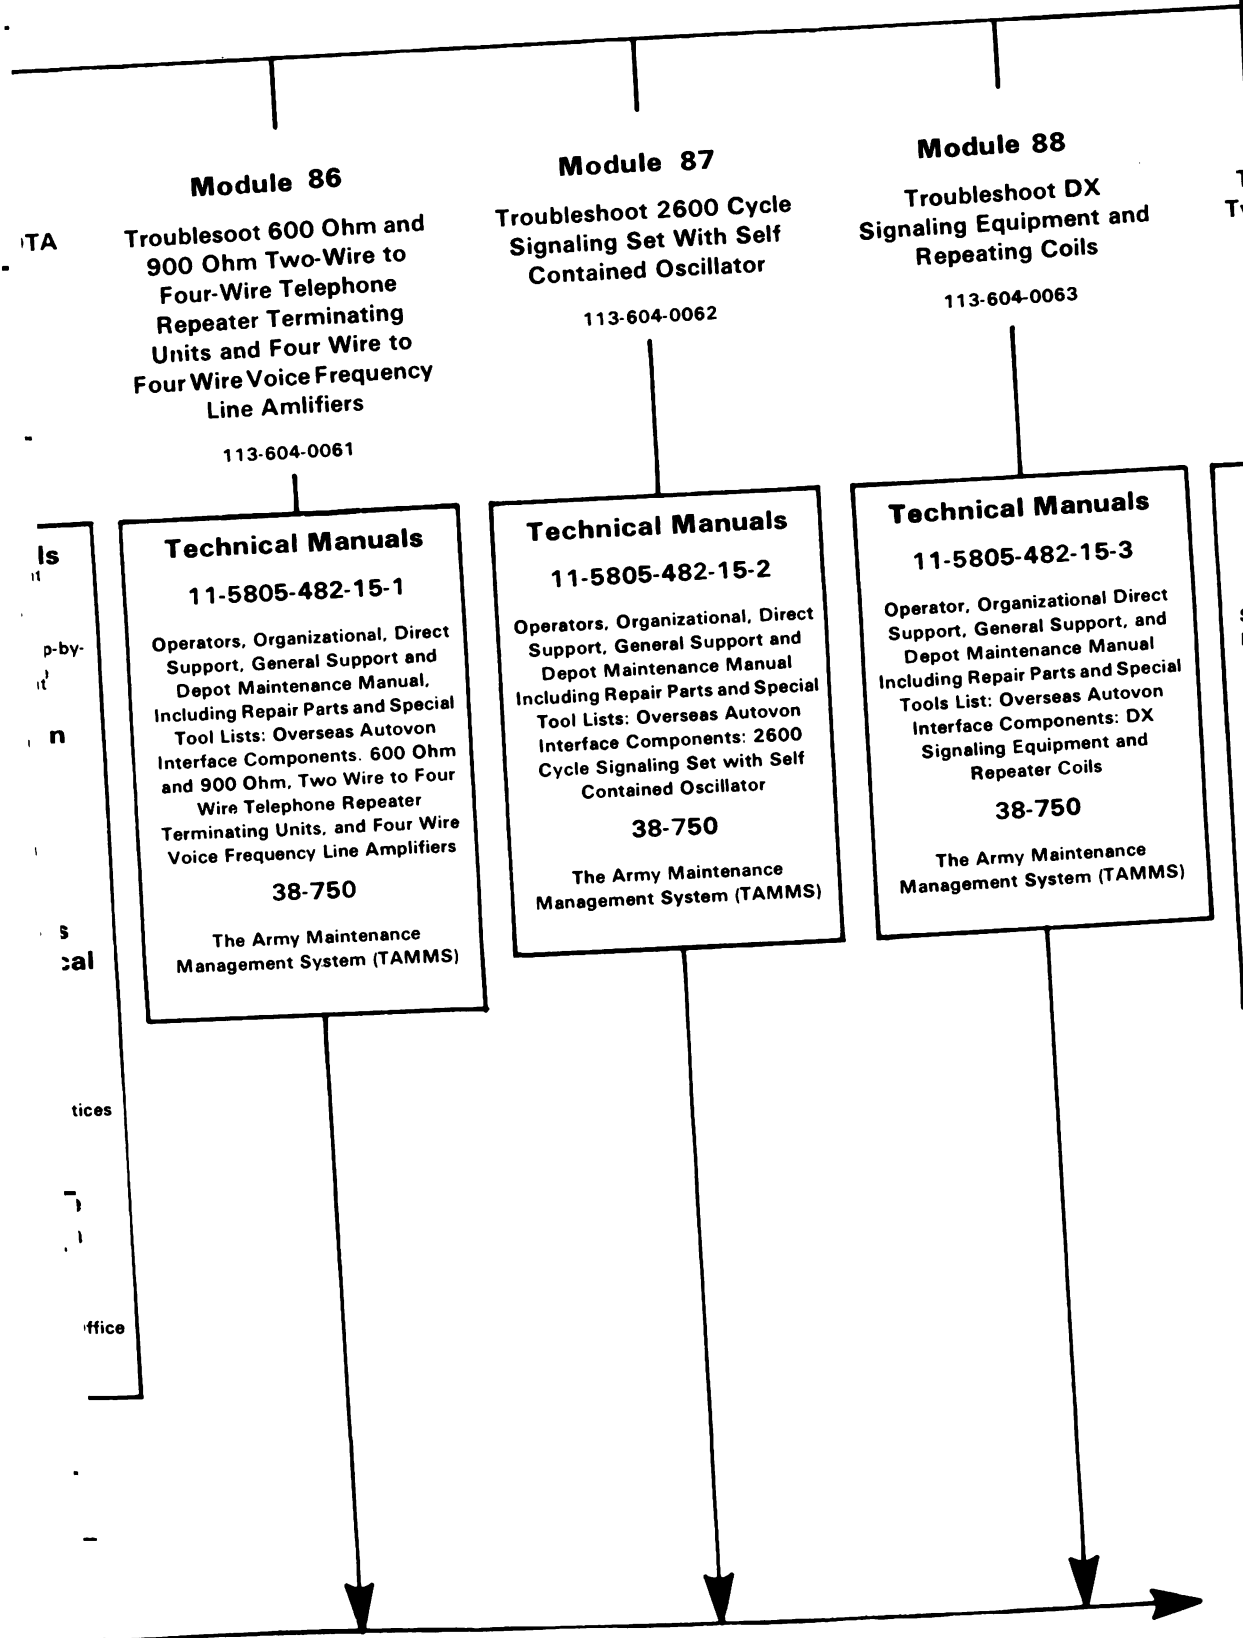 TA
ls
p-by-
n
s
cal
tices
ffice
Module 86
Troublesoot 600 Ohm and
900 Ohm Two-Wire to
Four-Wire Telephone
Repeater Terminating
Units and Four Wire to
Four Wire Voice Frequency
Line Amlifiers
113-604-0061
Technical Manuals
11-5805-482-15-1
Operators, Organizational, Direct
Support, General Support and
Depot Maintenance Manual,
Including Repair Parts and Special
Tool Lists: Overseas Autovon
Interface Components. 600 Ohm
and 900 Ohm, Two Wire to Four
Wire Telephone Repeater
Terminating Units, and Four Wire
Voice Frequency Line Amplifiers
38-750
The Army Maintenance
Management System (TAMMS)
Module 87
Troubleshoot 2600 Cycle
Signaling Set With Self
Contained Oscillator
113-604-0062
Technical Manuals
11-5805-482-15-2
Operators, Organizational, Direct
Support, General Support and
Depot Maintenance Manual
Including Repair Parts and Special
Tool Lists: Overseas Autovon
Interface Components: 2600
Cycle Signaling Set with Self
Contained Oscillator
38-750
The Army Maintenance
Management System (TAMMS)
Module 88
Troubleshoot DX
Signaling Equipment and
Repeating Coils
113-604-0063
Technical Manuals
11-5805-482-15-3
Operator, Organizational Direct
Support, General Support, and
Depot Maintenance Manual
Including Repair Parts and Special
Tools List: Overseas Autovon
Interface Components: DX
Signaling Equipment and
Repeater Coils
38-750
The Army Maintenance
Management System (TAMMS)